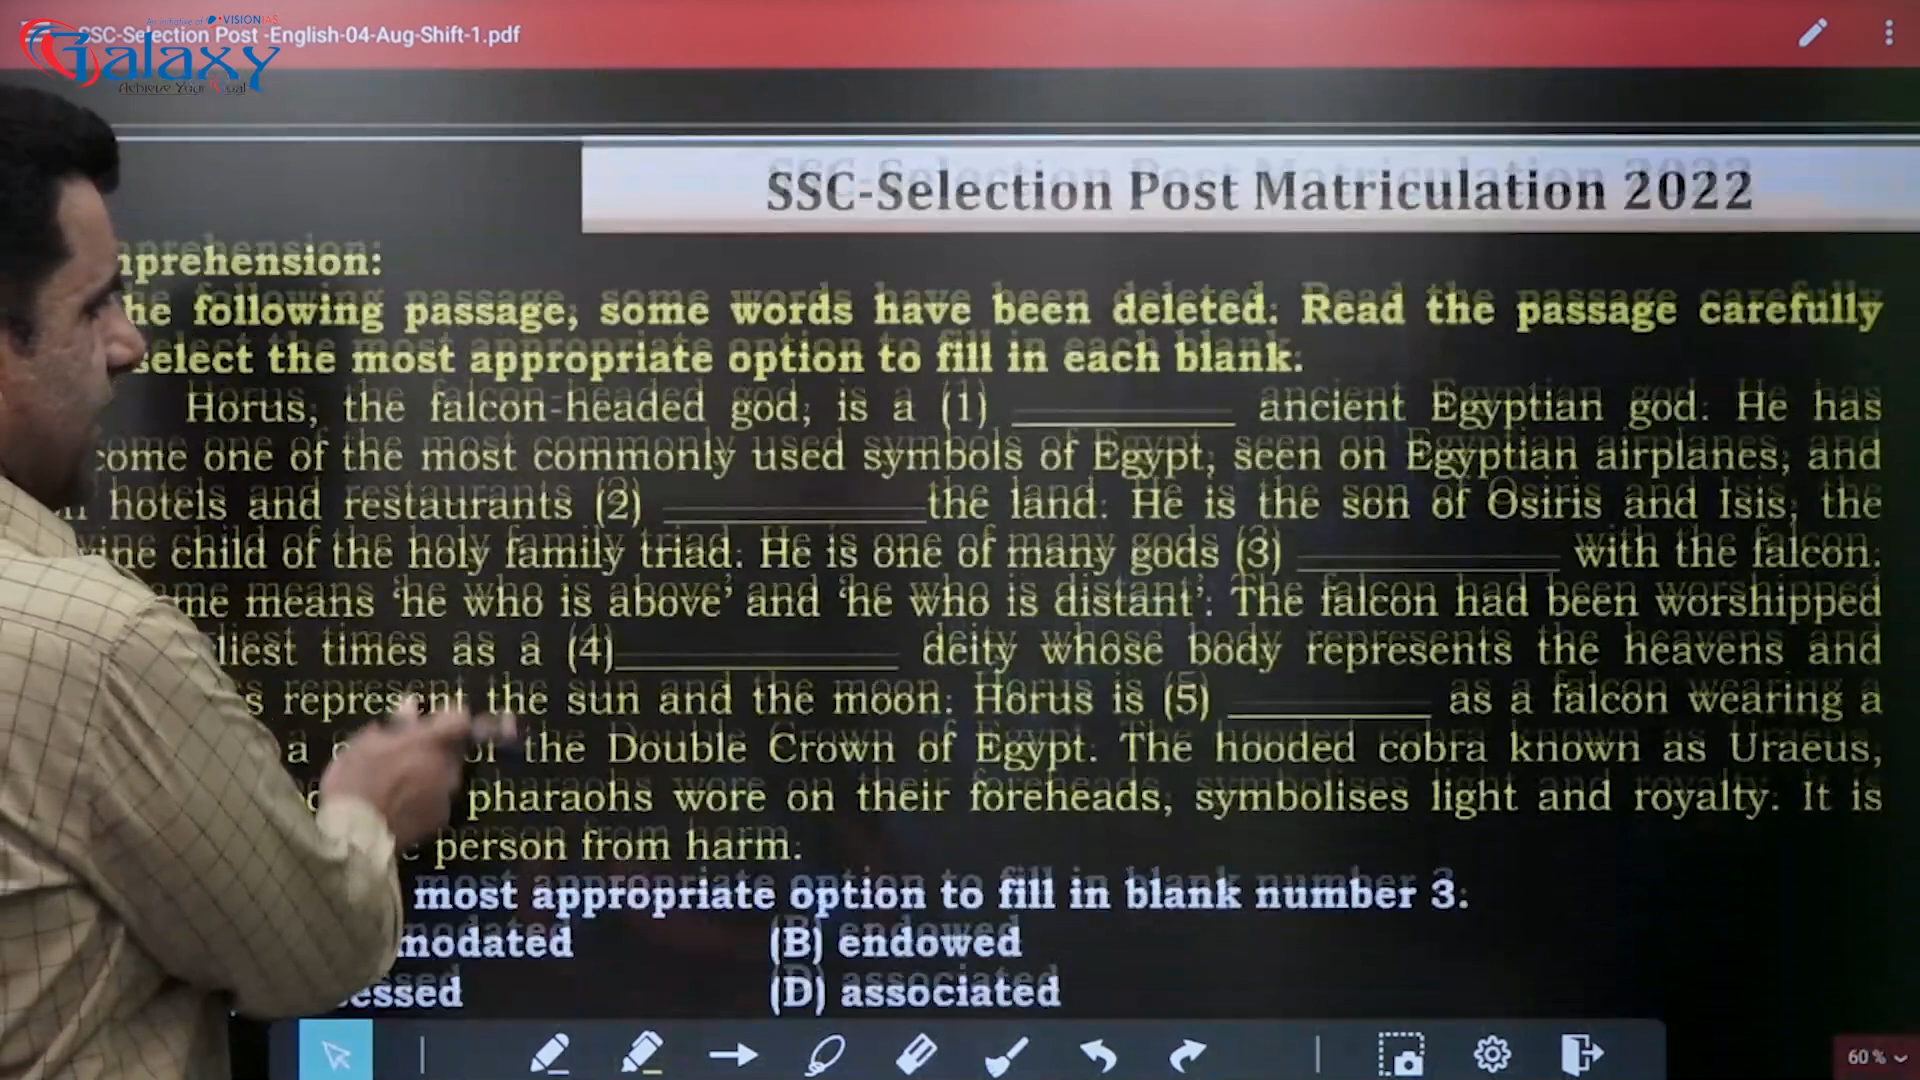 An initiative of VISIONIAS
SSC-Selection Post -English-04-Aug-Shift-1.pdf
Galaxy
Achieve Your Goal
SSC-Selection Post Matriculation 2022
mprehension:
he following passage, some words have been deleted. Read the passage carefully
select the most appropriate option to fill in each blank.
Horus, the falcon-headed god, is a (1) __________ ancient Egyptian god. He has
come one of the most commonly used symbols of Egypt, seen on Egyptian airplanes, and
hotels and restaurants (2) __________ the land. He is the son of Osiris and Isis, the
ine child of the holy family triad. He is one of many gods (3) __________ with the falcon.
me means 'he who is above' and 'he who is distant'. The falcon had been worshipped
liest times as a (4)__________ deity whose body represents the heavens and
s represent the sun and the moon. Horus is (5) __________ as a falcon wearing a
a the Double Crown of Egypt. The hooded cobra known as Uraeus,
pharaohs wore on their foreheads, symbolises light and royalty. It is
person from harm.
most appropriate option to fill in blank number 3.
modated (B) endowed
essed (D) associated
60 %